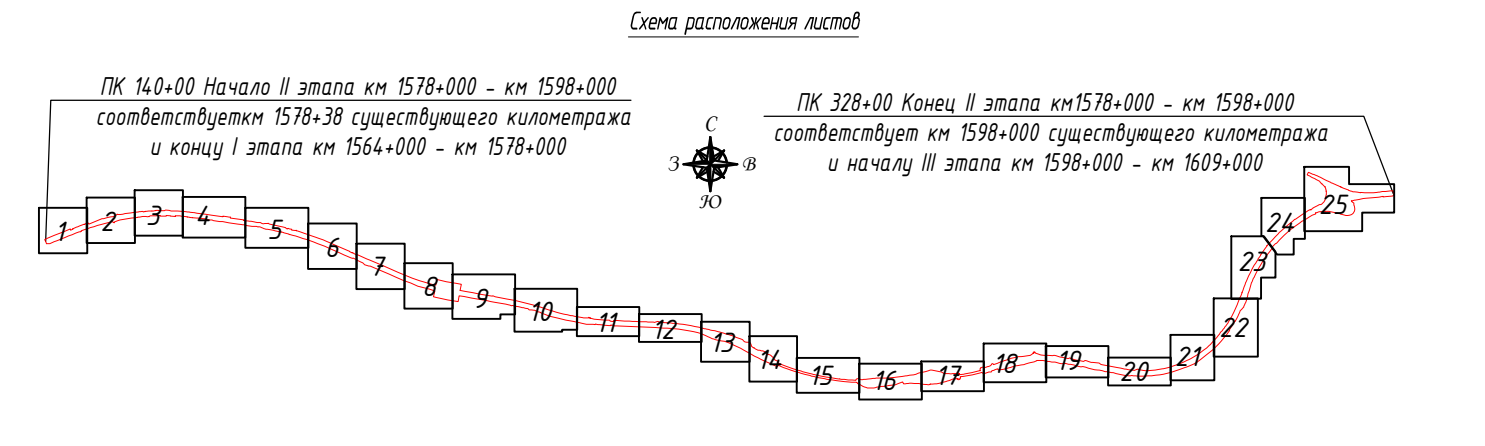 Схема расположения листов
ПК 140+00 Начало II этапа км 1578+000 - км 1598+000
соответствуеткм 1578+38 существующего километража
и концу I этапа км 1564+000 - км 1578+000
ПК 328+00 Конец II этапа км1578+000 - км 1598+000
соответствует км 1598+000 существующего километража
и началу III этапа км 1598+000 - км 1609+000
С
З
В
Ю
1
2
3
4
5
6
7
8
9
10
11
12
13
14
15
16
17
18
19
20
21
22
23
24
25